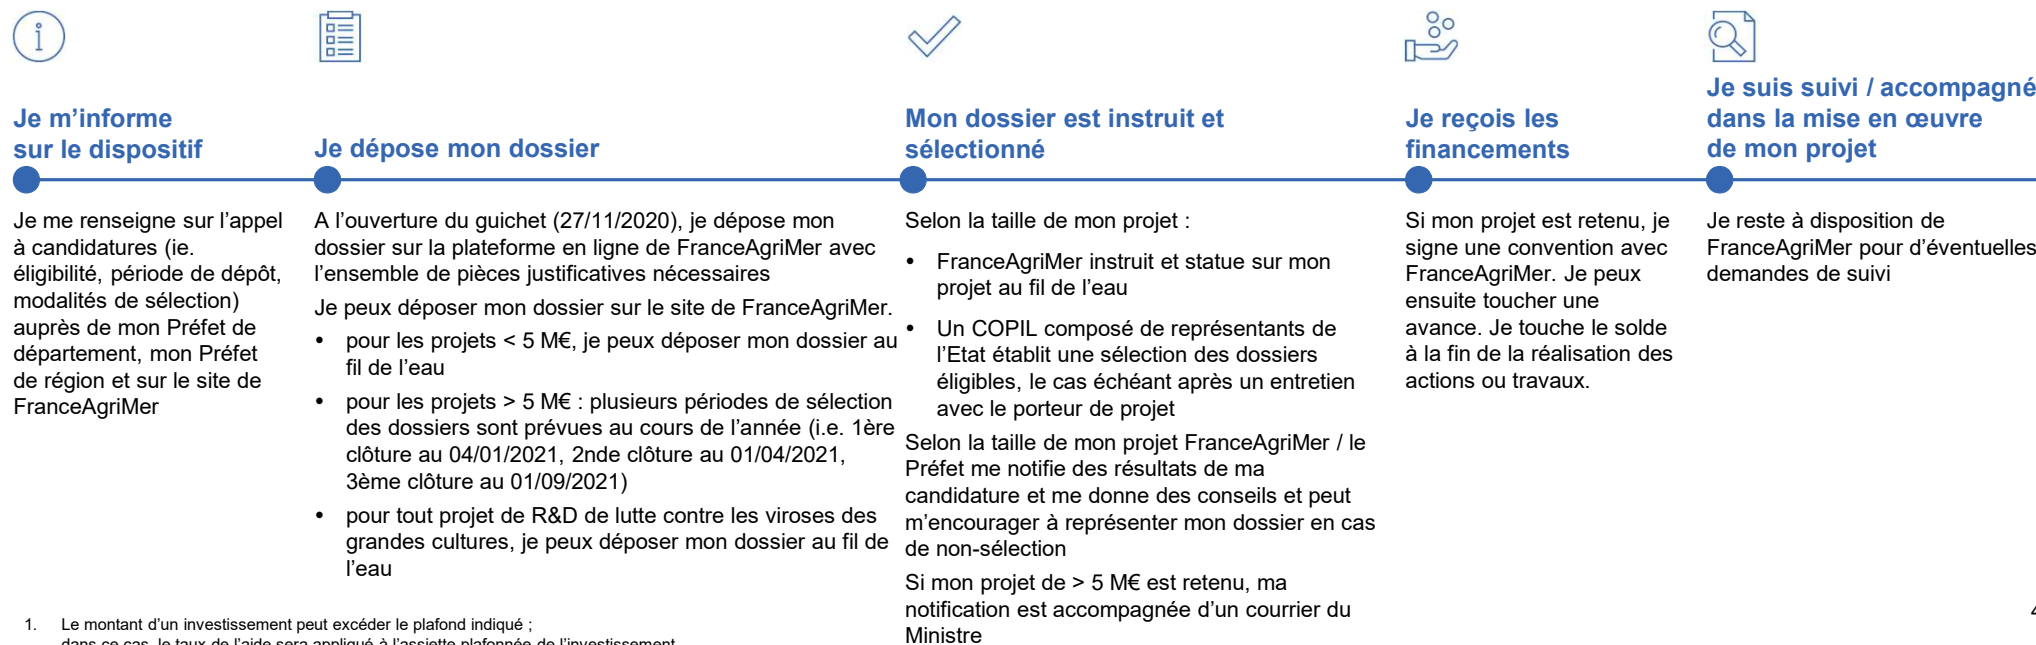 Je m’informe
sur le dispositif
Je me renseigne sur l’appel
à candidatures (ie.
éligibilité, période de dépôt,
modalités de sélection)
auprès de mon Préfet de
département, mon Préfet
de région et sur le site de
FranceAgriMer
Je dépose mon dossier
A l’ouverture du guichet (27/11/2020), je dépose mon
dossier sur la plateforme en ligne de FranceAgriMer avec
l’ensemble de pièces justificatives nécessaires
Je peux déposer mon dossier sur le site de FranceAgriMer.
• pour les projets < 5 M€, je peux déposer mon dossier au
fil de l’eau
• pour les projets > 5 M€ : plusieurs périodes de sélection
des dossiers sont prévues au cours de l’année (i.e. 1ère
clôture au 04/01/2021, 2nde clôture au 01/04/2021,
3ème clôture au 01/09/2021)
• pour tout projet de R&D de lutte contre les viroses des
grandes cultures, je peux déposer mon dossier au fil de
l’eau
Mon dossier est instruit et
sélectionné
Selon la taille de mon projet :
• FranceAgriMer instruit et statue sur mon
projet au fil de l’eau
• Un COPIL composé de représentants de
l’Etat établit une sélection des dossiers
éligibles, le cas échéant après un entretien
avec le porteur de projet
Selon la taille de mon projet FranceAgriMer / le
Préfet me notifie des résultats de ma
candidature et me donne des conseils et peut
m’encourager à représenter mon dossier en cas
de non-sélection
Si mon projet de > 5 M€ est retenu, ma
notification est accompagnée d’un courrier du
Ministre
Je reçois les
financements
Si mon projet est retenu, je
signe une convention avec
FranceAgriMer. Je peux
ensuite toucher une
avance. Je touche le solde
à la fin de la réalisation des
actions ou travaux.
Je suis suivi / accompagné
dans la mise en œuvre
de mon projet
Je reste à disposition de
FranceAgriMer pour d’éventuelles
demandes de suivi
1. Le montant d’un investissement peut excéder le plafond indiqué ;
dans ce cas, le taux de l’aide sera appliqué à l’assiette plafonnée de l’investissement